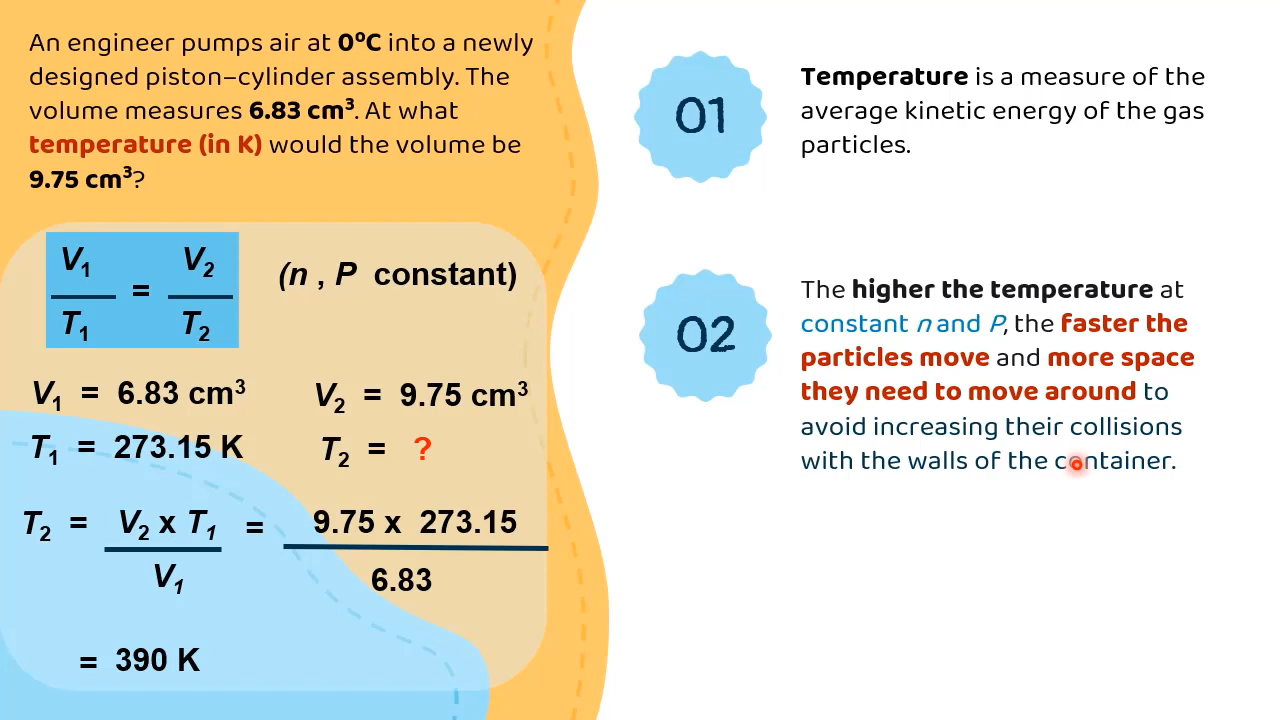 An engineer pumps air at 0⁰C into a newly
designed piston–cylinder assembly. The
volume measures 6.83 cm³. At what
temperature (in K) would the volume be
9.75 cm³?
V₁ / T₁ = V₂ / T₂ (n , P constant)
V₁ = 6.83 cm³ V₂ = 9.75 cm³
T₁ = 273.15 K T₂ = ?
T₂ = V₂ x T₁ / V₁ = 9.75 x 273.15 / 6.83
= 390 K
01
Temperature is a measure of the
average kinetic energy of the gas
particles.
02
The higher the temperature at
constant n and P, the faster the
particles move and more space
they need to move around to
avoid increasing their collisions
with the walls of the container.